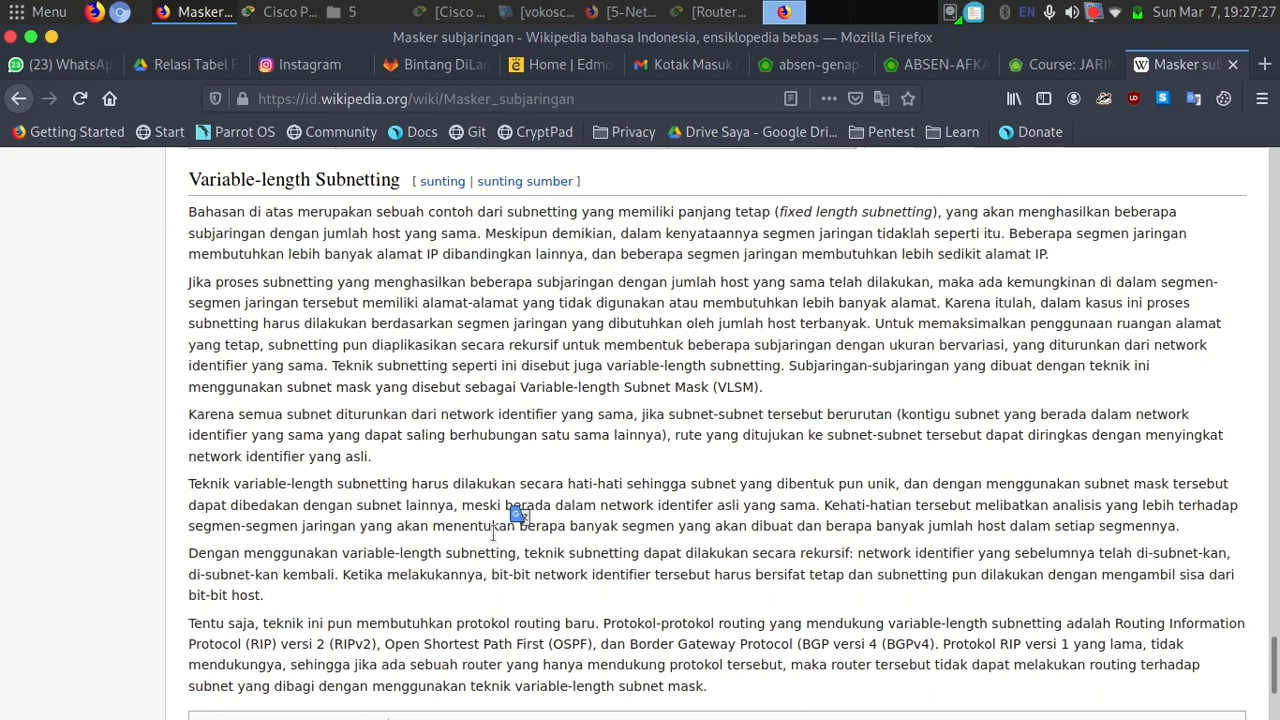 Menu
Masker...
Cisco P...
5
[Cisco ...
[vokosc...
[5-Net...
[Router...
EN
Sun Mar 7, 19:27:27
Masker subjaringan - Wikipedia bahasa Indonesia, ensiklopedia bebas — Mozilla Firefox
(23) WhatsAp
Relasi Tabel F
Instagram
Bintang DiLar
Home | Edmo
Kotak Masuk (
absen-genap-
ABSEN-AFKA
Course: JARIN
Masker sub
https://id.wikipedia.org/wiki/Masker_subjaringan
Getting Started
Start
Parrot OS
Community
Docs
Git
CryptPad
Privacy
Drive Saya - Google Dri...
Pentest
Learn
Donate
Variable-length Subnetting [ sunting | sunting sumber ]
Bahasan di atas merupakan sebuah contoh dari subnetting yang memiliki panjang tetap (fixed length subnetting), yang akan menghasilkan beberapa
subjaringan dengan jumlah host yang sama. Meskipun demikian, dalam kenyataannya segmen jaringan tidaklah seperti itu. Beberapa segmen jaringan
membutuhkan lebih banyak alamat IP dibandingkan lainnya, dan beberapa segmen jaringan membutuhkan lebih sedikit alamat IP.
Jika proses subnetting yang menghasilkan beberapa subjaringan dengan jumlah host yang sama telah dilakukan, maka ada kemungkinan di dalam segmen-
segmen jaringan tersebut memiliki alamat-alamat yang tidak digunakan atau membutuhkan lebih banyak alamat. Karena itulah, dalam kasus ini proses
subnetting harus dilakukan berdasarkan segmen jaringan yang dibutuhkan oleh jumlah host terbanyak. Untuk memaksimalkan penggunaan ruangan alamat
yang tetap, subnetting pun diaplikasikan secara rekursif untuk membentuk beberapa subjaringan dengan ukuran bervariasi, yang diturunkan dari network
identifier yang sama. Teknik subnetting seperti ini disebut juga variable-length subnetting. Subjaringan-subjaringan yang dibuat dengan teknik ini
menggunakan subnet mask yang disebut sebagai Variable-length Subnet Mask (VLSM).
Karena semua subnet diturunkan dari network identifier yang sama, jika subnet-subnet tersebut berurutan (kontigu subnet yang berada dalam network
identifier yang sama yang dapat saling berhubungan satu sama lainnya), rute yang ditujukan ke subnet-subnet tersebut dapat diringkas dengan menyingkat
network identifier yang asli.
Teknik variable-length subnetting harus dilakukan secara hati-hati sehingga subnet yang dibentuk pun unik, dan dengan menggunakan subnet mask tersebut
dapat dibedakan dengan subnet lainnya, meski berada dalam network identifer asli yang sama. Kehati-hatian tersebut melibatkan analisis yang lebih terhadap
segmen-segmen jaringan yang akan menentukan berapa banyak segmen yang akan dibuat dan berapa banyak jumlah host dalam setiap segmennya.
Dengan menggunakan variable-length subnetting, teknik subnetting dapat dilakukan secara rekursif: network identifier yang sebelumnya telah di-subnet-kan,
di-subnet-kan kembali. Ketika melakukannya, bit-bit network identifier tersebut harus bersifat tetap dan subnetting pun dilakukan dengan mengambil sisa dari
bit-bit host.
Tentu saja, teknik ini pun membutuhkan protokol routing baru. Protokol-protokol routing yang mendukung variable-length subnetting adalah Routing Information
Protocol (RIP) versi 2 (RIPv2), Open Shortest Path First (OSPF), dan Border Gateway Protocol (BGP versi 4 (BGPv4). Protokol RIP versi 1 yang lama, tidak
mendukungya, sehingga jika ada sebuah router yang hanya mendukung protokol tersebut, maka router tersebut tidak dapat melakukan routing terhadap
subnet yang dibagi dengan menggunakan teknik variable-length subnet mask.